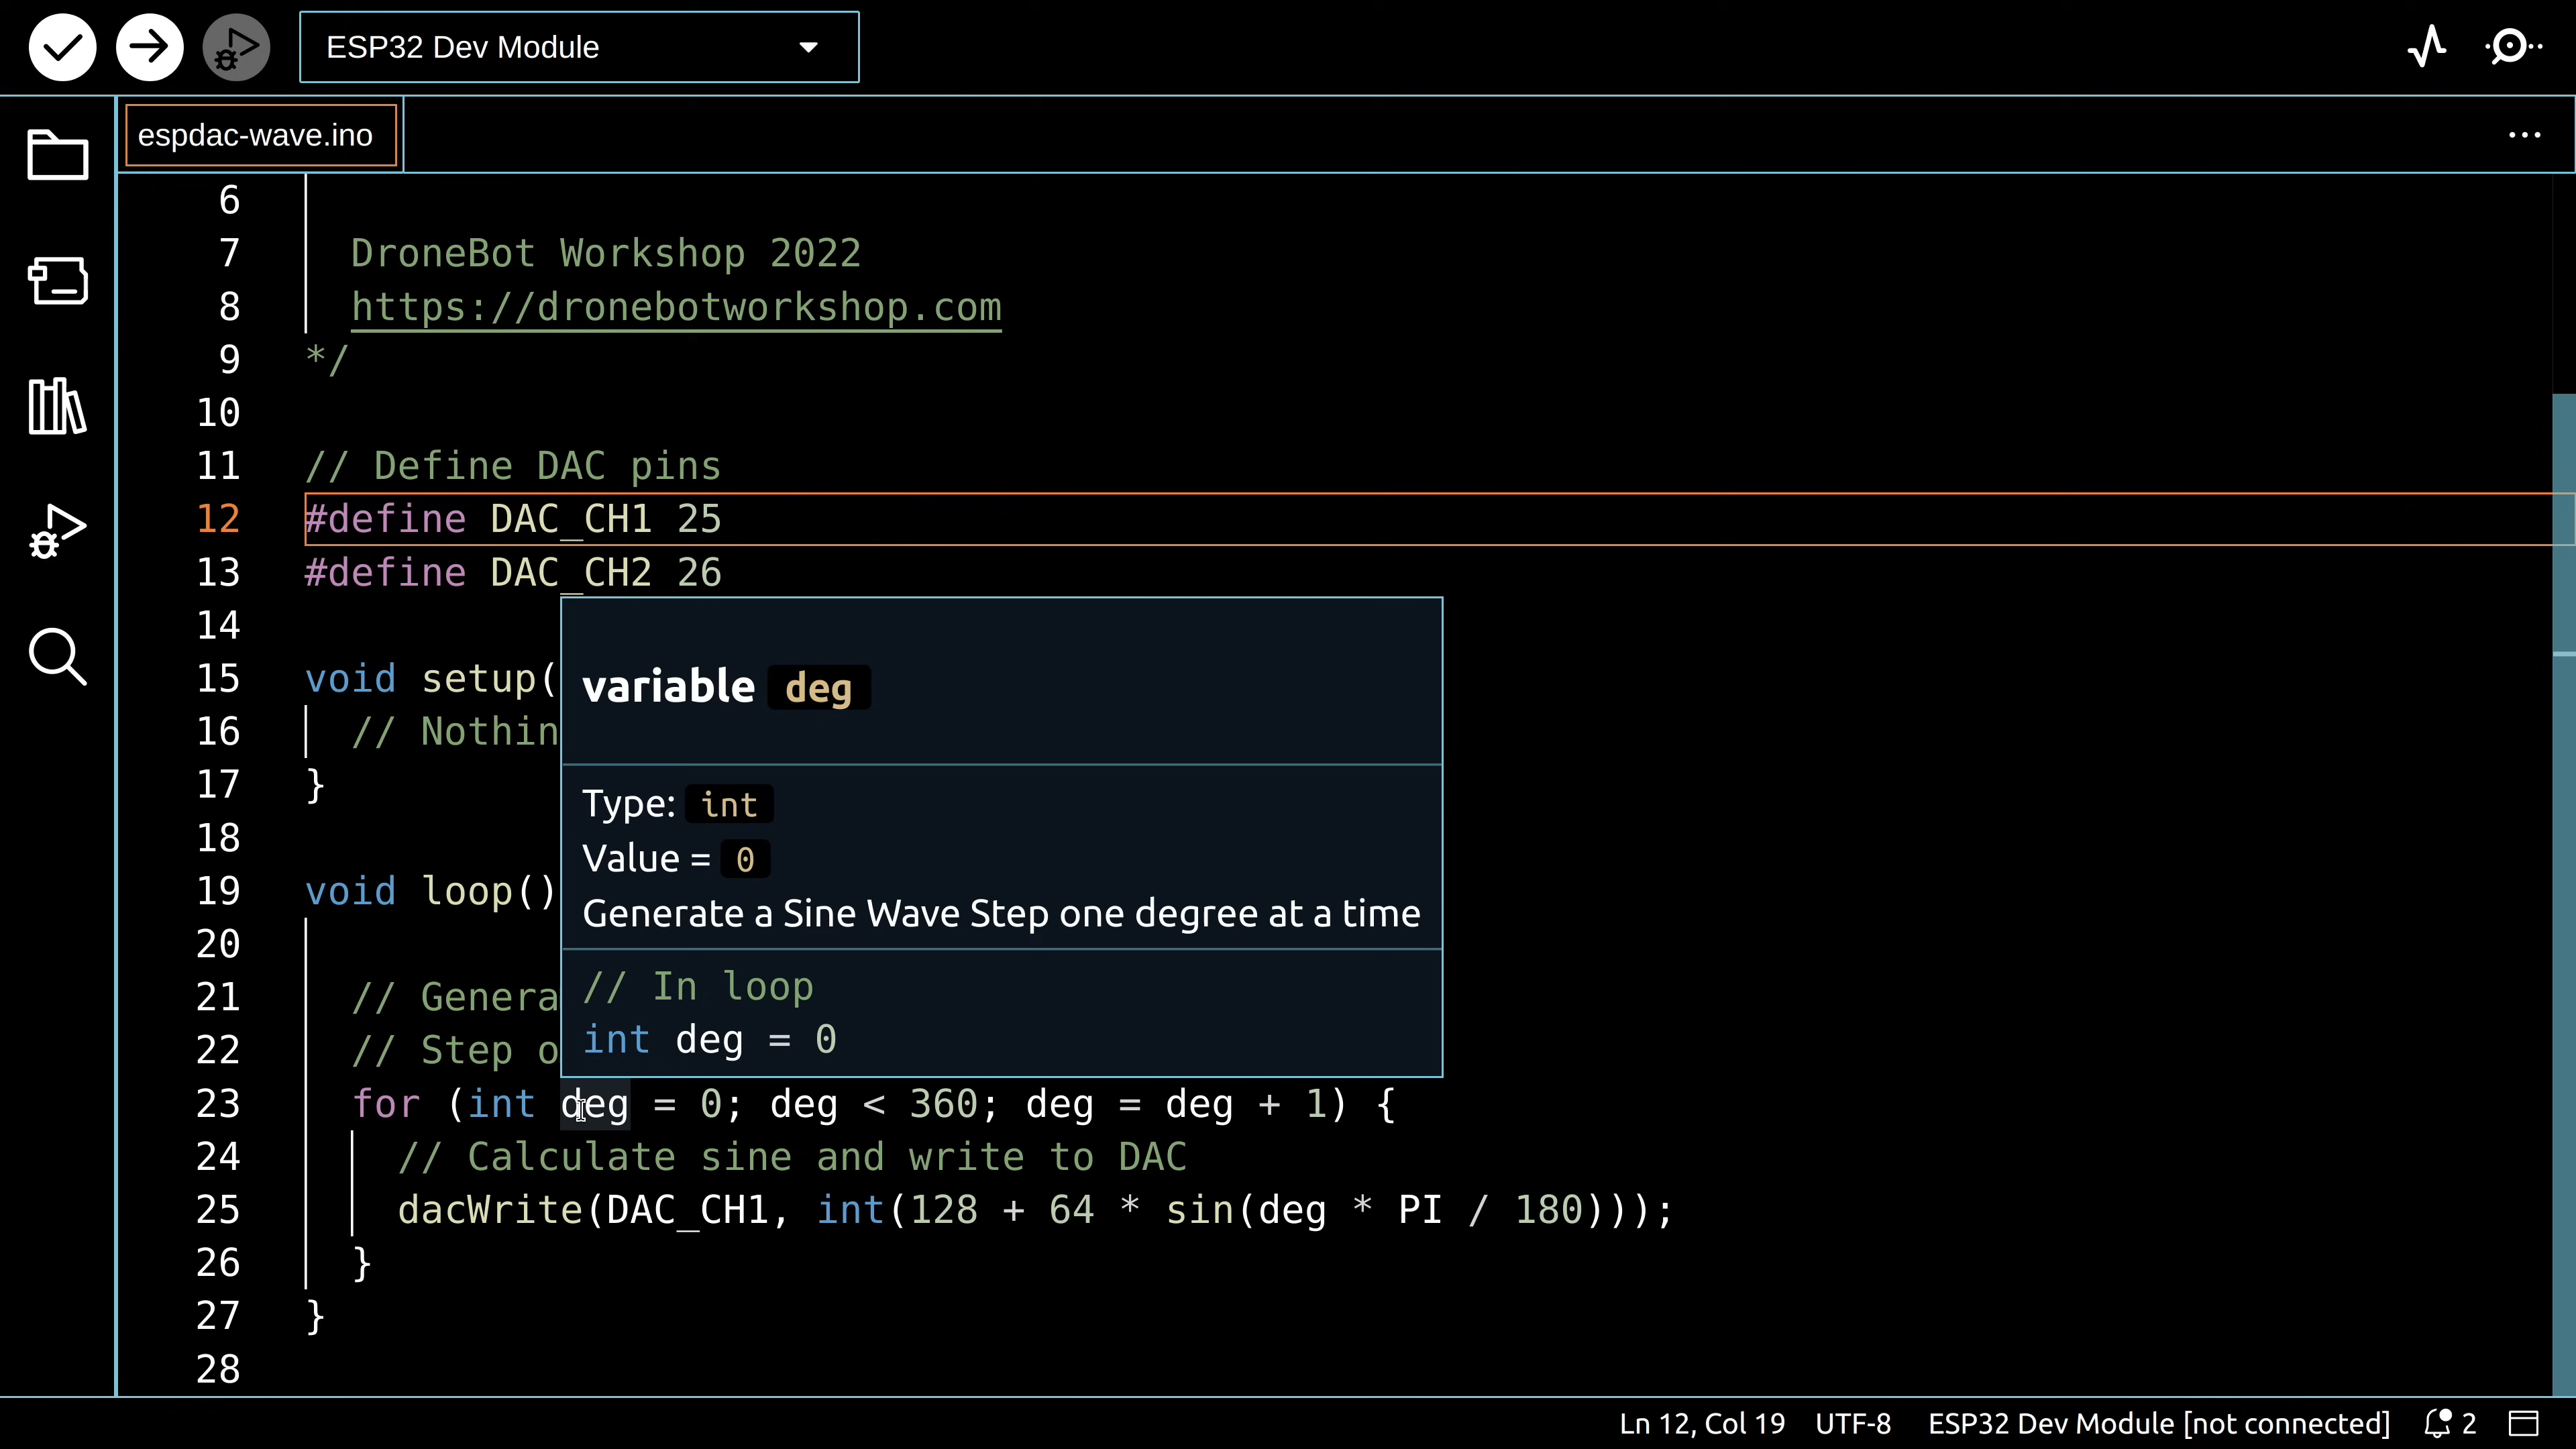 ESP32 Dev Module
espdac-wave.ino
6
7 DroneBot Workshop 2022
8 https://dronebotworkshop.com
9 */
10
11 // Define DAC pins
12 #define DAC_CH1 25
13 #define DAC_CH2 26
14
15 void setup(
16 // Nothin
17 }
18
19 void loop()
20
21 // Genera
22 // Step o
variable deg
Type: int
Value = 0
Generate a Sine Wave Step one degree at a time
// In loop
int deg = 0
23 for (int deg = 0; deg < 360; deg = deg + 1) {
24 // Calculate sine and write to DAC
25 dacWrite(DAC_CH1, int(128 + 64 * sin(deg * PI / 180)));
26 }
27 }
28
Ln 12, Col 19 UTF-8 ESP32 Dev Module [not connected] 2